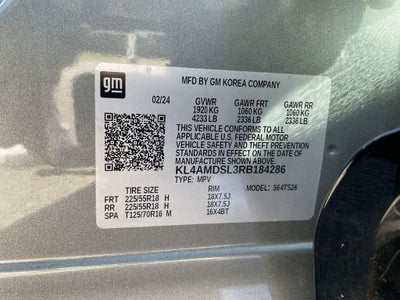 gm
MFD BY GM KOREA COMPANY
02/24 GVWR GAWR FRT GAWR RR
1920 KG 1060 KG 1060 KG
4233 LB 2336 LB 2336 LB
THIS VEHICLE CONFORMS TO ALL
APPLICABLE U.S. FEDERAL MOTOR
VEHICLE SAFETY, BUMPER, AND THEFT
PREVENTION STANDARDS IN EFFECT
ON THE DATE OF
MANUFACTURE SHOWN ABOVE.
KL4AMDSL3RB184286
TYPE: MPV MODEL: 364TS26
TIRE SIZE RIM
FRT 225/55R18 H 18X7.5J
RR 225/55R18 H 18X7.5J
SPA T125/70R16 M 16X4BT